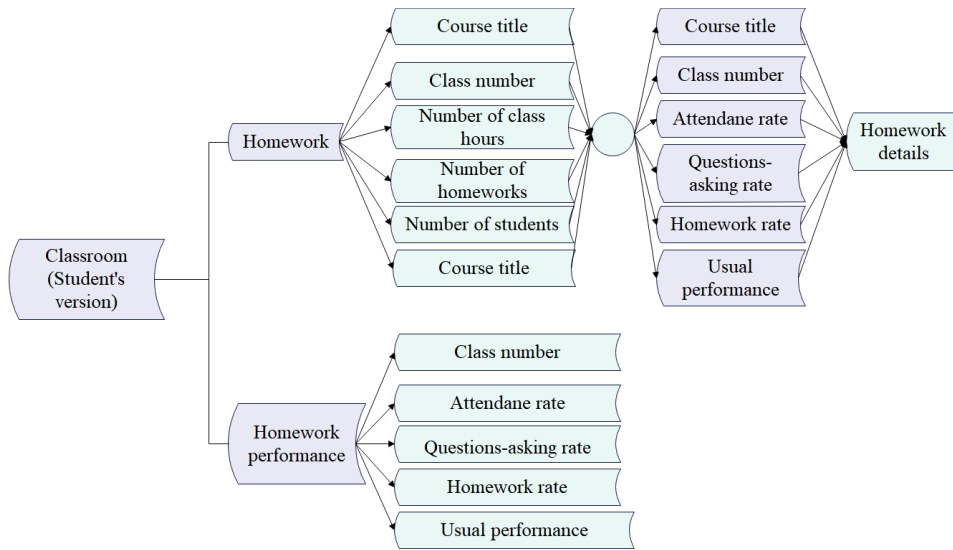 Course title
Class number
Number of class
hours
Number of
homeworks
Number of students
Course title
Course title
Class number
Attendane rate
Questions-
asking rate
Homework rate
Usual
performance
Homework
details
Homework
Classroom
(Student's
version)
Homework
performance
Class number
Attendane rate
Questions-asking rate
Homework rate
Usual performance